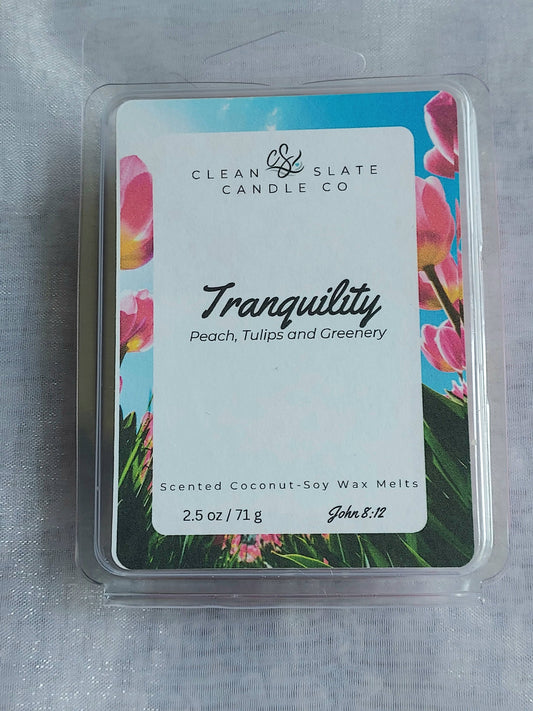 CLEAN CS SLATE
CANDLE CO
Tranquility
Peach, Tulips and Greenery
Scented Coconut-Soy Wax Melts
2.5 oz / 71 g John 8:12